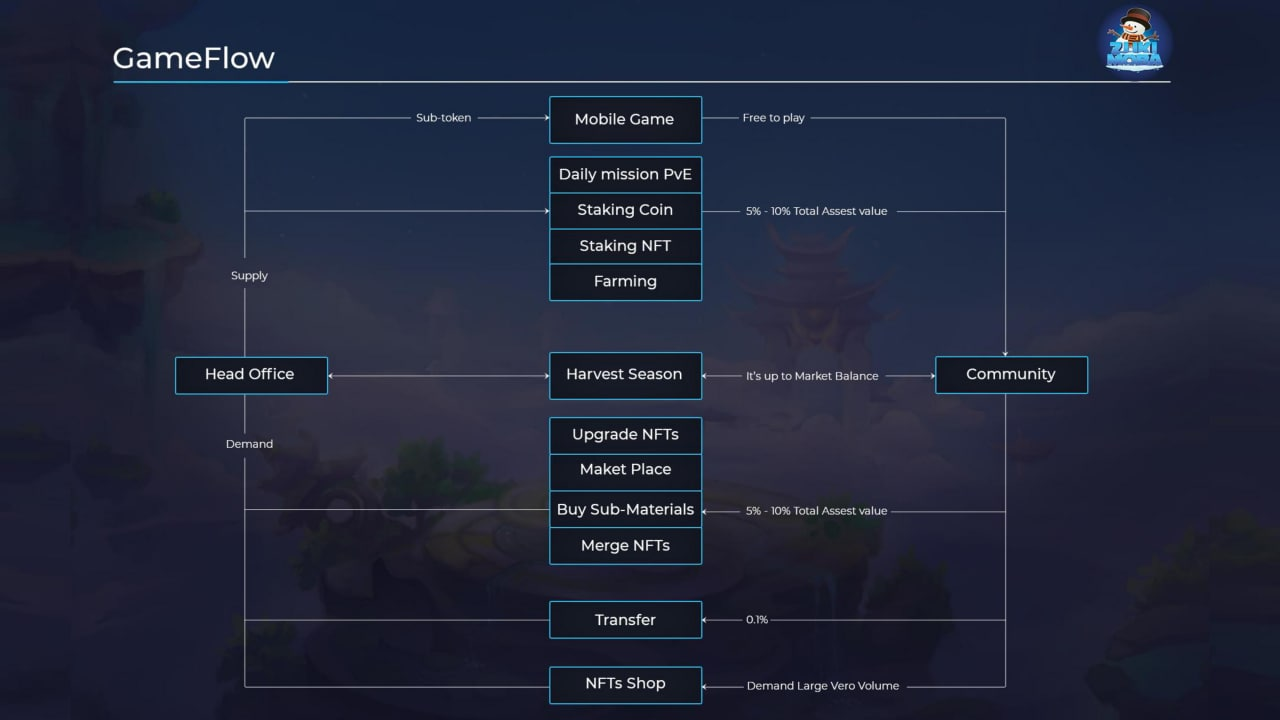 GameFlow
Sub-token
Mobile Game
Free to play
Daily mission PvE
Staking Coin
5% - 10% Total Assest value
Staking NFT
Farming
Supply
Head Office
Harvest Season
It's up to Market Balance
Community
Demand
Upgrade NFTs
Maket Place
Buy Sub-Materials
5% - 10% Total Assest value
Merge NFTs
Transfer
0.1%
NFTs Shop
Demand Large Vero Volume